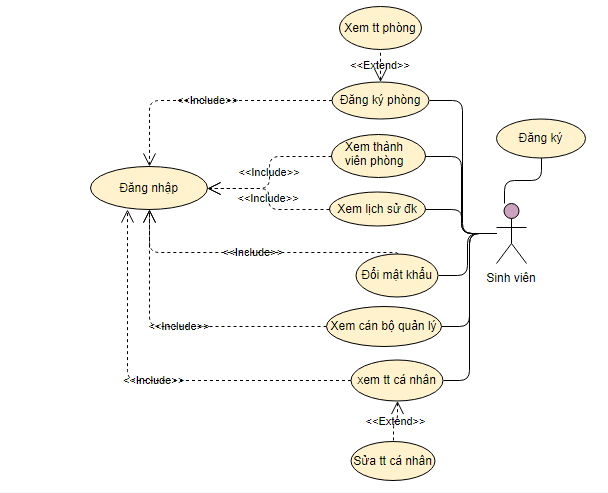 Xem tt phòng
<<Extend>>
<<Include>>
Đăng ký phòng
Đăng ký
Xem thành
viên phòng
<<Include>>
Đăng nhập
<<Include>>
Xem lịch sử đk
<<Include>>
Đổi mật khẩu
Sinh viên
<<Include>>
Xem cán bộ quản lý
<<Include>>
xem tt cá nhân
<<Extend>>
Sửa tt cá nhân